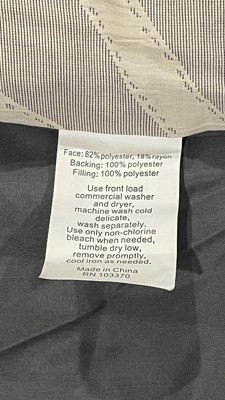 Face: 82% polyester, 18% rayon
Backing: 100% polyester
Filling: 100% polyester
Use front load
commercial washer
and dryer,
machine wash cold
delicate,
wash separately.
Use only non-chlorine
bleach when needed,
tumble dry low,
remove promptly,
cool iron as needed.
Made in China
RN 103370